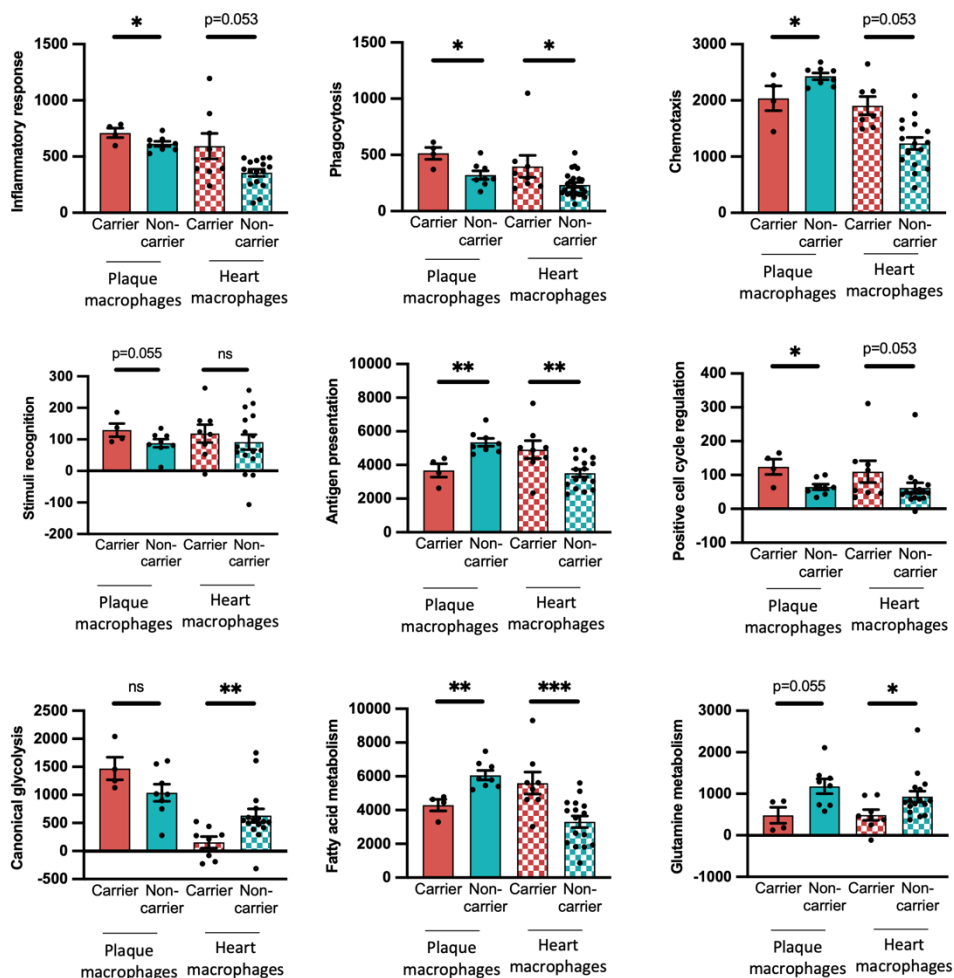 * p=0.053
Inflammatory response
1500
1000
500
0
Carrier Non-carrier Carrier Non-carrier
Plaque macrophages Heart macrophages
* *
Phagocytosis
1500
1000
500
0
Carrier Non-carrier Carrier Non-carrier
Plaque macrophages Heart macrophages
* p=0.053
Chemotaxis
3000
2000
1000
0
Carrier Non-carrier Carrier Non-carrier
Plaque macrophages Heart macrophages
p=0.055 ns
Stimuli recognition
300
200
100
0
-100
-200
Carrier Non-carrier Carrier Non-carrier
Plaque macrophages Heart macrophages
** **
Antigen presentation
10000
8000
6000
4000
2000
0
Carrier Non-carrier Carrier Non-carrier
Plaque macrophages Heart macrophages
* p=0.053
Positive cell cycle regulation
400
300
200
100
0
-100
Carrier Non-carrier Carrier Non-carrier
Plaque macrophages Heart macrophages
ns **
Canonical glycolysis
2500
2000
1500
1000
500
0
-500
Carrier Non-carrier Carrier Non-carrier
Plaque macrophages Heart macrophages
** ***
Fatty acid metabolism
10000
8000
6000
4000
2000
0
Carrier Non-carrier Carrier Non-carrier
Plaque macrophages Heart macrophages
p=0.055 *
Glutamine metabolism
3000
2000
1000
0
-1000
Carrier Non-carrier Carrier Non-carrier
Plaque macrophages Heart macrophages